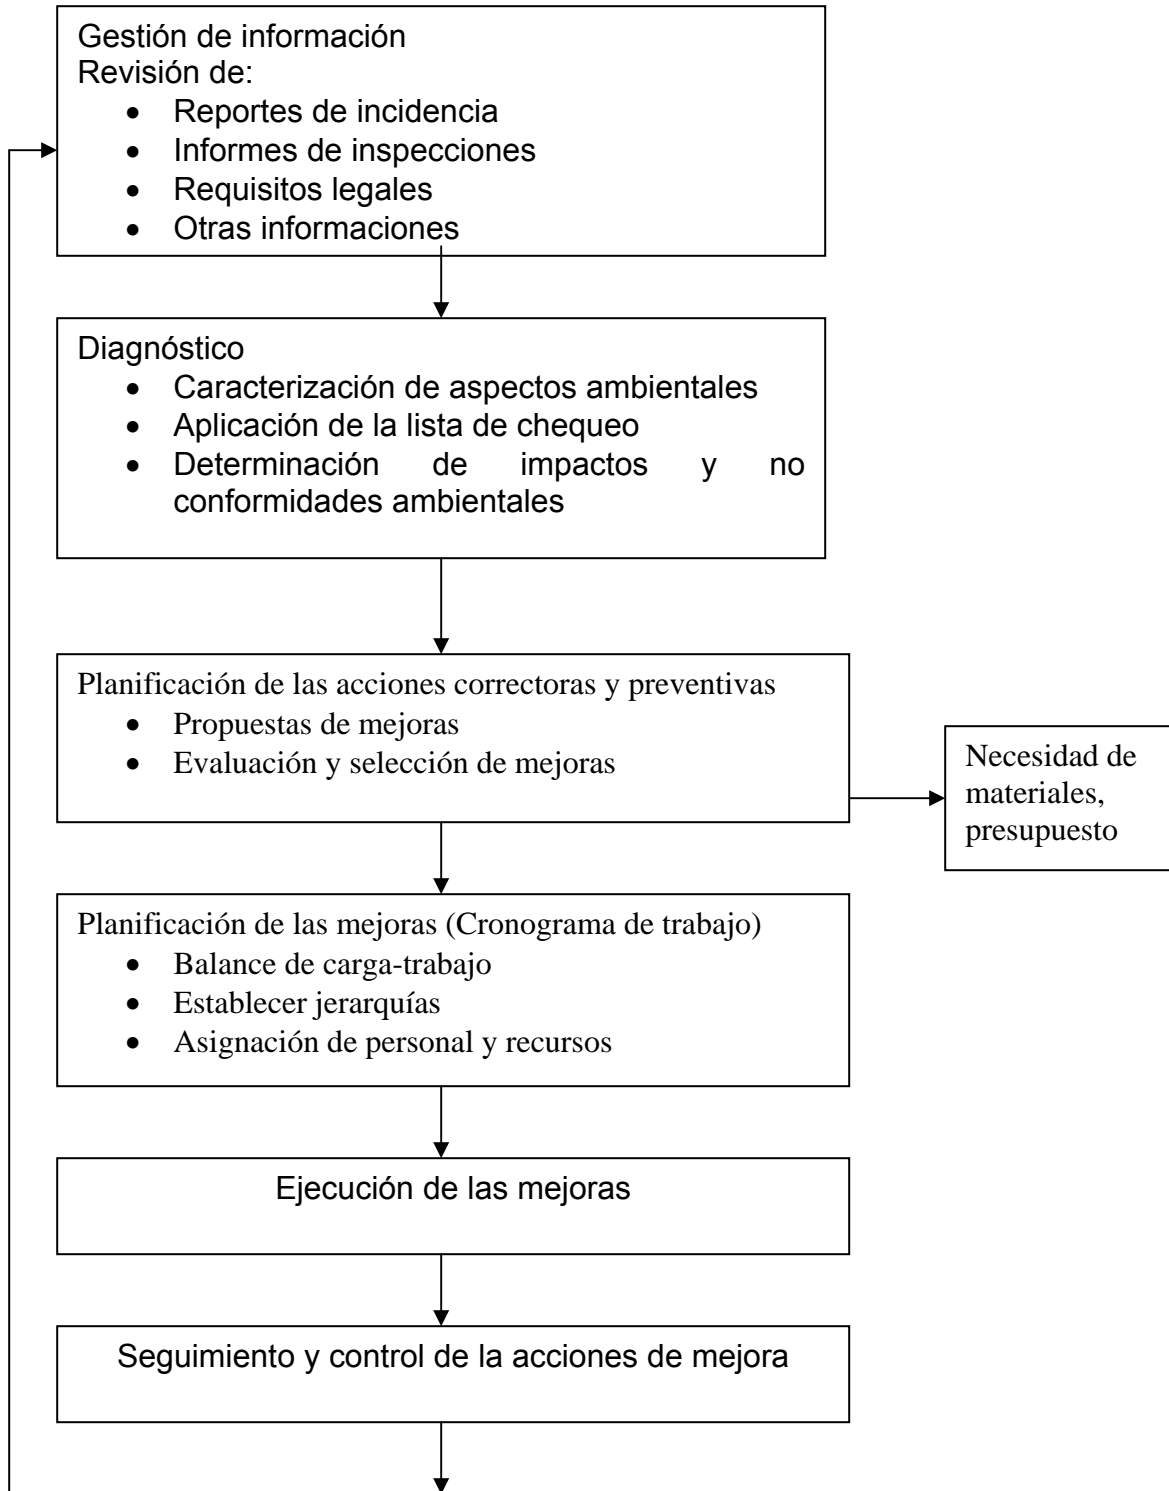 Gestión de información
Revisión de:
• Reportes de incidencia
• Informes de inspecciones
• Requisitos legales
• Otras informaciones
Diagnóstico
• Caracterización de aspectos ambientales
• Aplicación de la lista de chequeo
• Determinación de impactos y no
conformidades ambientales
Planificación de las acciones correctoras y preventivas
• Propuestas de mejoras
• Evaluación y selección de mejoras
Necesidad de
materiales,
presupuesto
Planificación de las mejoras (Cronograma de trabajo)
• Balance de carga-trabajo
• Establecer jerarquías
• Asignación de personal y recursos
Ejecución de las mejoras
Seguimiento y control de la acciones de mejora